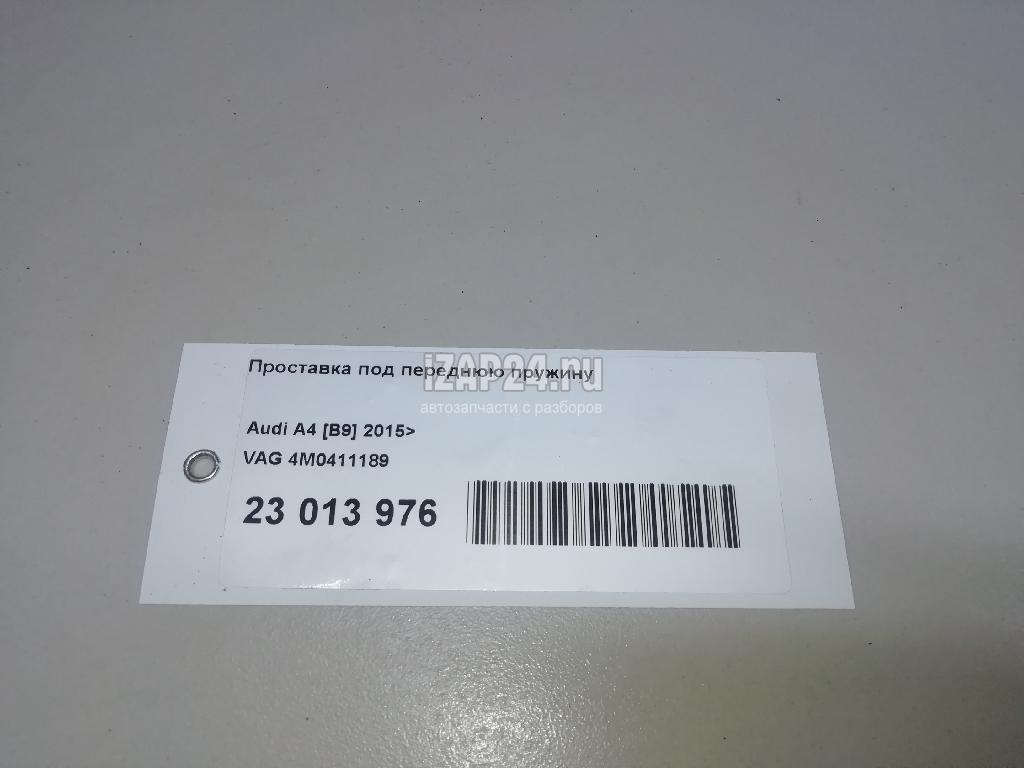 Проставка под переднюю пружину
iZAP24.ru
автозапчасти с разборов
Audi A4 [B9] 2015>
VAG 4M0411189
23 013 976